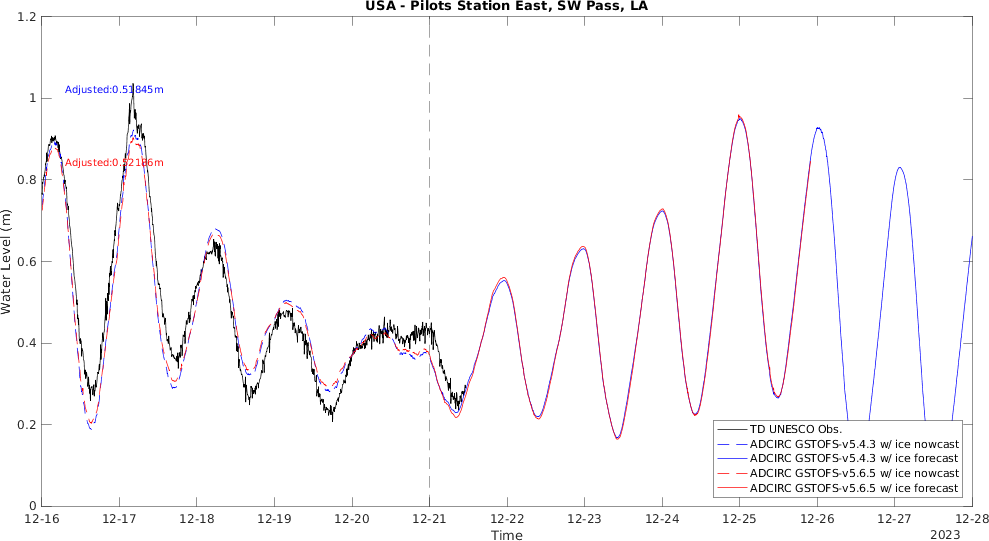 USA - Pilots Station East, SW Pass, LA
1.2
1
0.8
0.6
0.4
0.2
0
Water Level (m)
Adjusted:0.51845m
Adjusted:0.52186m
TD UNESCO Obs.
ADCIRC GSTOFS-v5.4.3 w/ ice nowcast
ADCIRC GSTOFS-v5.4.3 w/ ice forecast
ADCIRC GSTOFS-v5.6.5 w/ ice nowcast
ADCIRC GSTOFS-v5.6.5 w/ ice forecast
12-16 12-17 12-18 12-19 12-20 12-21 12-22 12-23 12-24 12-25 12-26 12-27 12-28
Time
2023